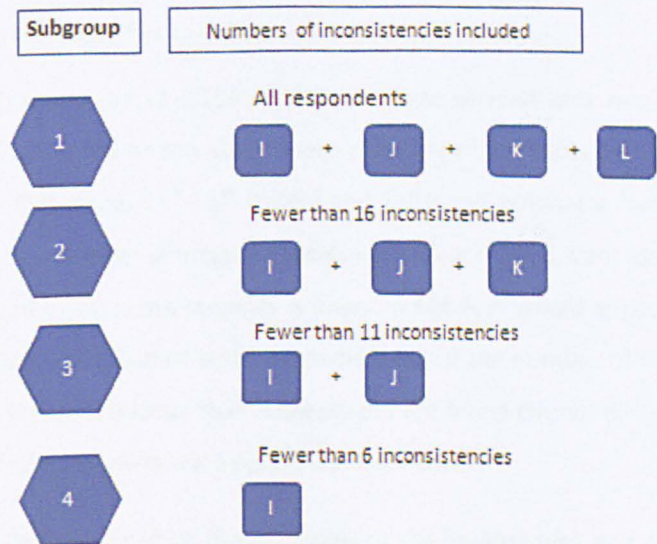 Subgroup Numbers of inconsistencies included
All respondents
1 I + J + K + L
Fewer than 16 inconsistencies
2 I + J + K
Fewer than 11 inconsistencies
3 I + J
Fewer than 6 inconsistencies
4 I